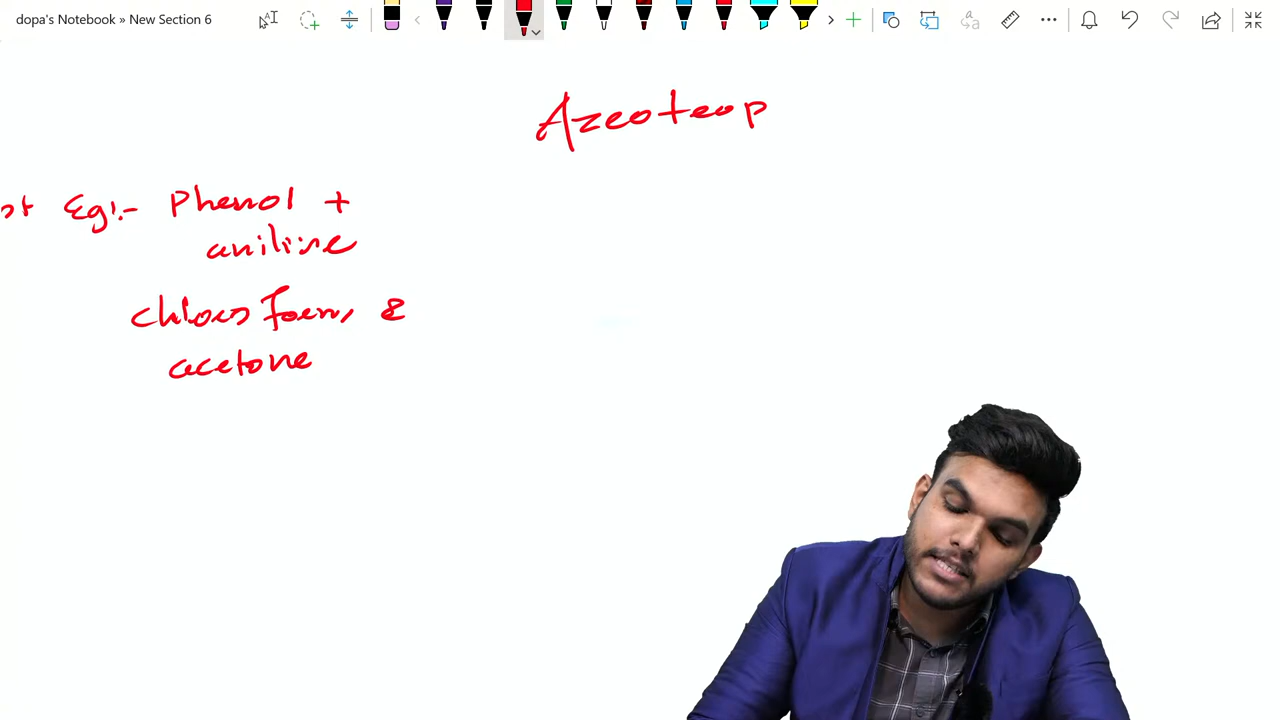 dopa's Notebook » New Section 6
Azeotrop
Eg:- Phenol +
aniline
chloroform &
acetone